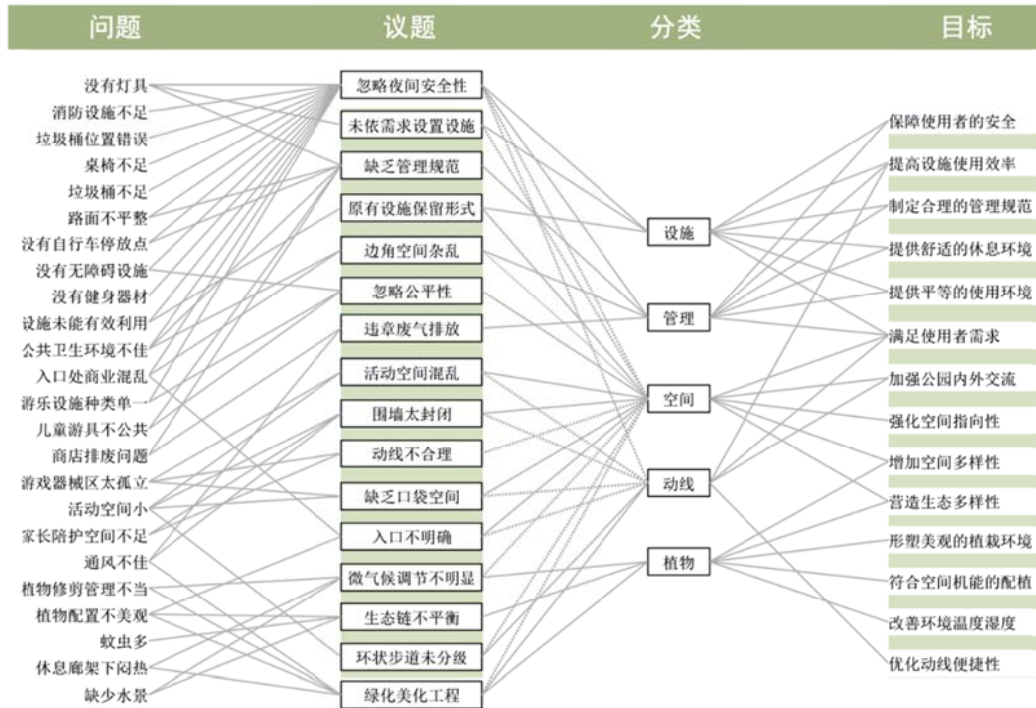 问题 议题 分类 目标
没有灯具
消防设施不足
垃圾桶位置错误
桌椅不足
垃圾桶不足
路面不平整
没有自行车停放点
没有无障碍设施
没有健身器材
设施未能有效利用
公共卫生环境不佳
入口处商业混乱
游乐设施种类单一
儿童游具不公共
商店排废问题
游戏器械区太孤立
活动空间小
家长陪护空间不足
通风不佳
植物修剪管理不当
植物配置不美观
蚊虫多
休息廊架下闷热
缺少水景
忽略夜间安全性
未依需求设置设施
缺乏管理规范
原有设施保留形式
边角空间杂乱
忽略公平性
违章废气排放
活动空间混乱
围墙太封闭
动线不合理
缺乏口袋空间
入口不明确
微气候调节不明显
生态链不平衡
环状步道未分级
绿化美化工程
设施
管理
空间
动线
植物
保障使用者的安全
提高设施使用效率
制定合理的管理规范
提供舒适的休息环境
提供平等的使用环境
满足使用者需求
加强公园内外交流
强化空间指向性
增加空间多样性
营造生态多样性
形塑美观的植栽环境
符合空间机能的配植
改善环境温度湿度
优化动线便捷性